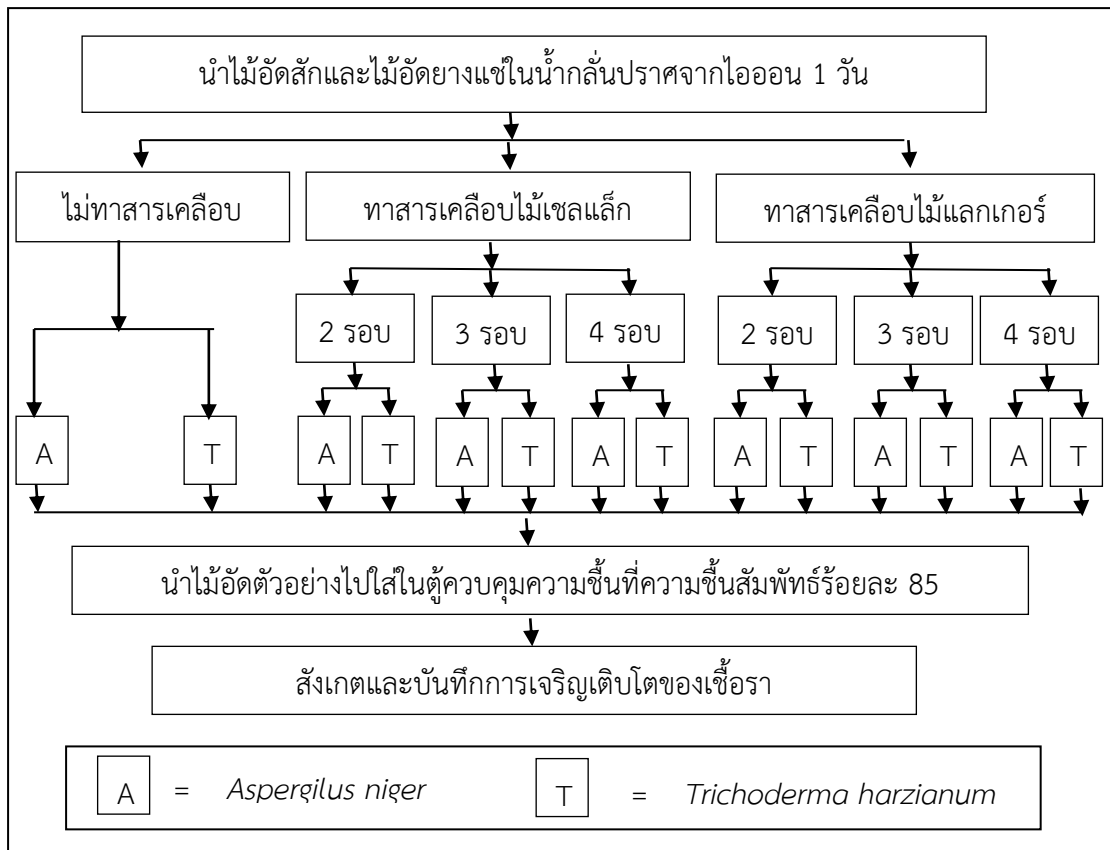 นำไม้อัดสักและไม้อัดยางแช่ในน้ำกลั่นปราศจากไอออน 1 วัน
ไม่ทาสารเคลือบ
ทาสารเคลือบไม้เชลแล็ก
ทาสารเคลือบไม้แลกเกอร์
2 รอบ
3 รอบ
4 รอบ
2 รอบ
3 รอบ
4 รอบ
A
T
A
T
A
T
A
T
A
T
A
T
A
T
นำไม้อัดตัวอย่างไปใส่ในตู้ควบคุมความชื้นที่ความชื้นสัมพัทธ์ร้อยละ 85
สังเกตและบันทึกการเจริญเติบโตของเชื้อรา
A = Aspergilus niger
T = Trichoderma harzianum